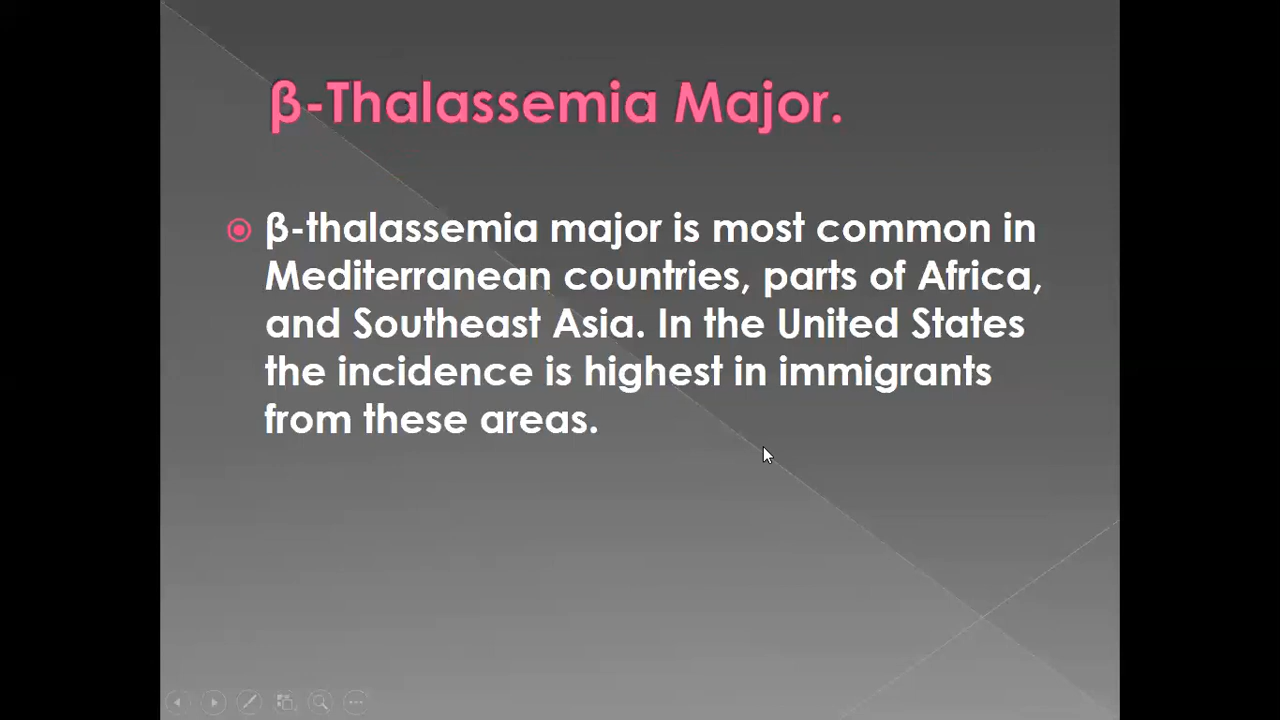 β-Thalassemia Major.
β-thalassemia major is most common in
Mediterranean countries, parts of Africa,
and Southeast Asia. In the United States
the incidence is highest in immigrants
from these areas.